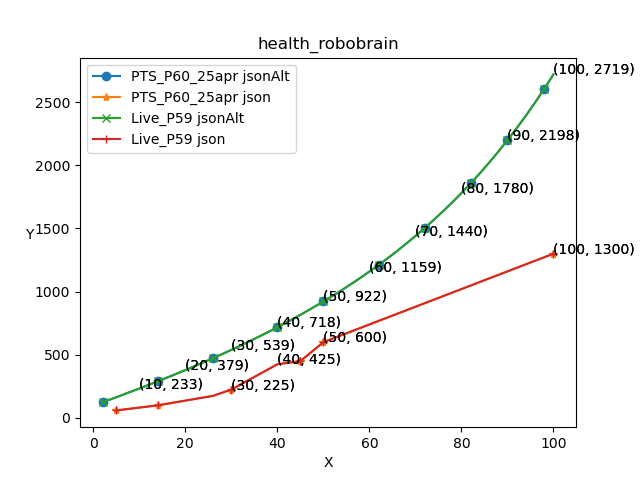 health_robobrain
PTS_P60_25apr jsonAlt
PTS_P60_25apr json
Live_P59 jsonAlt
Live_P59 json
(100, 2719)
(90, 2198)
(80, 1780)
(70, 1440)
(60, 1159)
(50, 922)
(40, 718)
(30, 539)
(20, 379)
(10, 233)
(100, 1300)
(50, 600)
(40, 425)
(30, 225)
Y
2500
2000
1500
1000
500
0
0 20 40 60 80 100
X